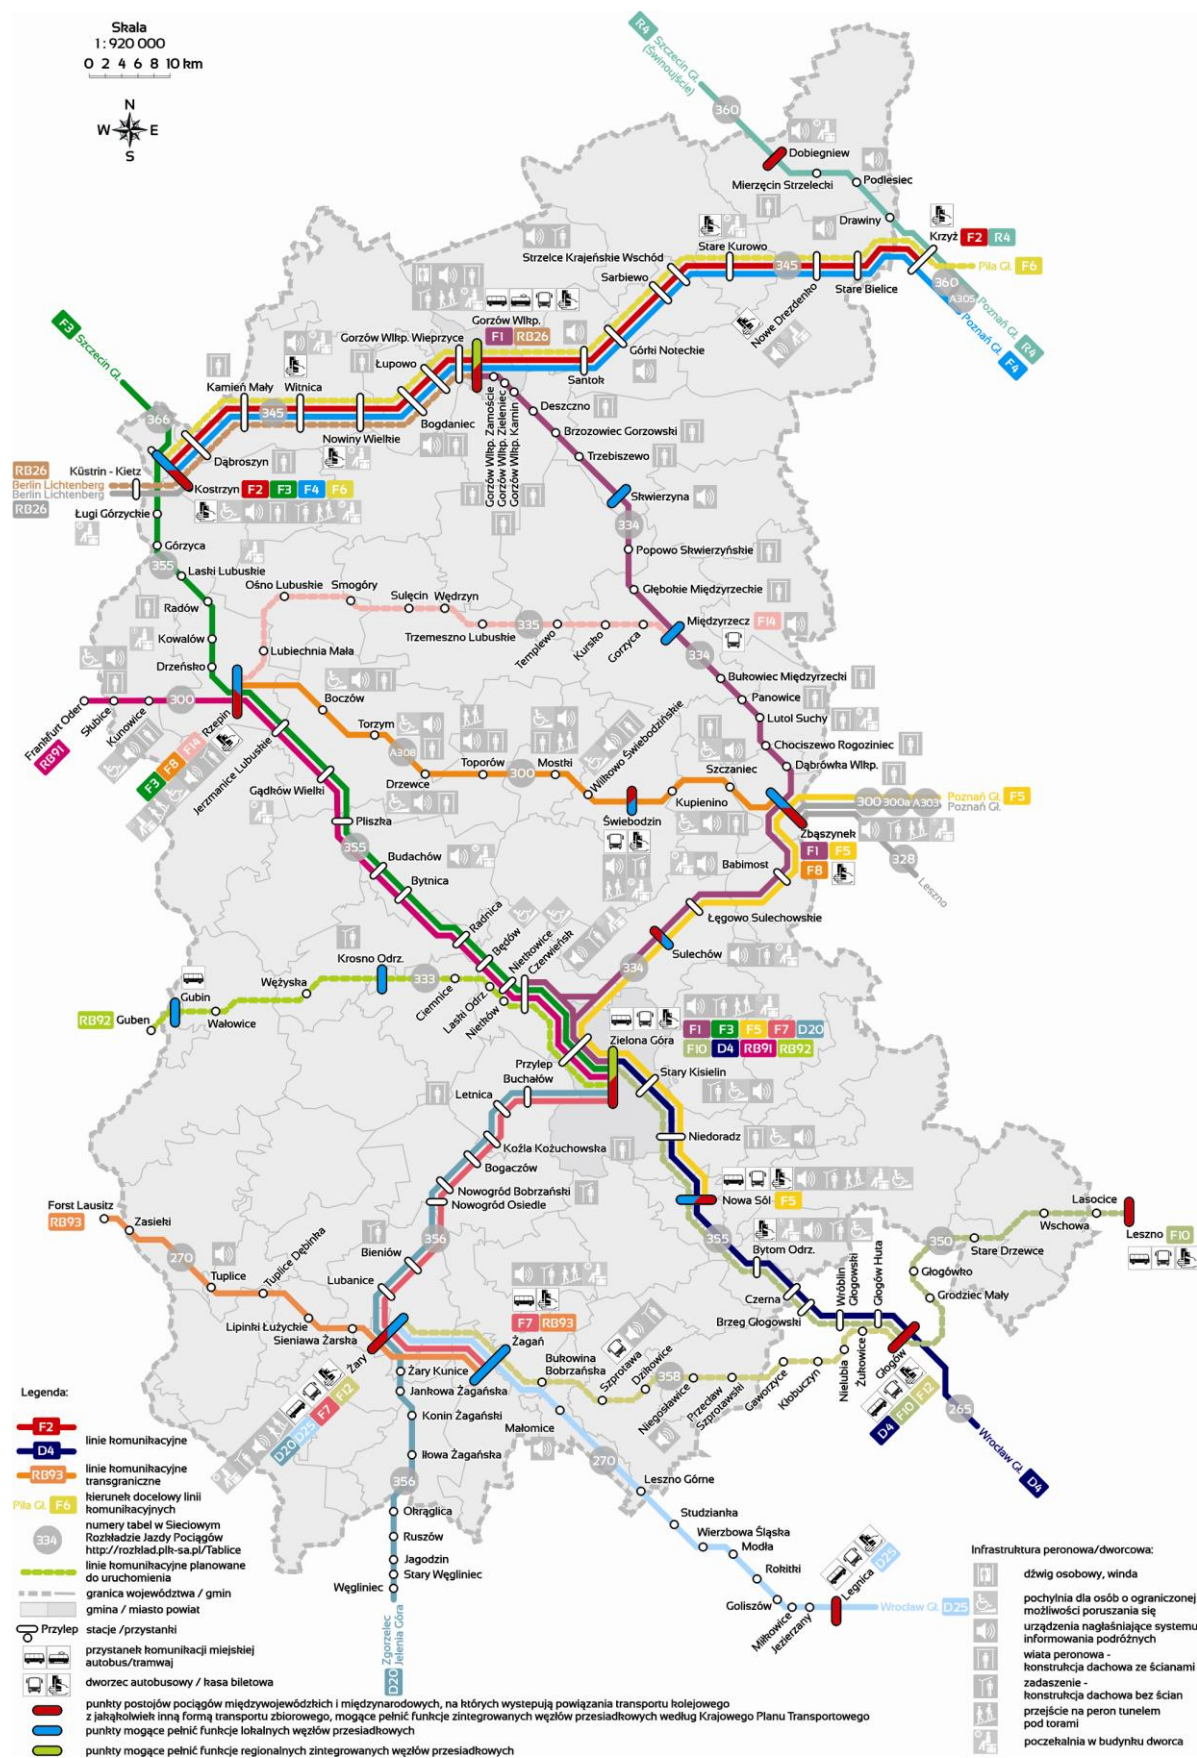 Skala
1 : 920 000
0 2 4 6 8 10 km
N
W E
S
R4 Szczecin Gł.
(Świnoujście)
360
Dobiegniew
Mierzęcin Strzelecki
Podlesiec
Drawiny
Krzyż F2 R4
Piła Gł. F6
360
A305
Poznań Gł. R4
Poznań Gł. F4
Stare Kurowo
Strzelce Krajeńskie Wschód
Sarbiewo
345
Nowe Drezdenko
Stare Bielice
Górki Noteckie
Santok
Gorzów Wlkp.
F1 RB26
Gorzów Wlkp. Wieprzyce
Łupowo
Bogdaniec
Kamień Mały
Witnica
345
Nowiny Wielkie
F3 Szczecin Gł.
366
Dąbroszyn
RB26
Küstrin - Kietz
Berlin Lichtenberg
Berlin Lichtenberg
RB26
Kostrzyn F2 F3 F4 F6
Ługi Górzyckie
Górzyca
355
Laski Lubuskie
Radów
Kowalów
Drzeńsko
Gorzów Wlkp. Zamoście
Gorzów Wlkp. Zieleniec
Gorzów Wlkp. Karnin
Deszczno
Brzozowiec Gorzowski
Trzebiszewo
Skwierzyna
334
Popowo Skwierzyńskie
Głębokie Międzyrzeckie
Międzyrzecz F14
334
Bukowiec Międzyrzecki
Panowice
Lutol Suchy
Chociszewo Rogoziniec
Dąbrówka Wlkp.
Ośno Lubuskie
Smogóry
Sulęcin
Wędrzyn
Trzemeszno Lubuskie
335
Templewo
Kursko
Gorzyca
Lubiechnia Mała
Frankfurt Oder
RB91
Słubice
Kunowice
300
Rzepin
F3 F8 F14
Boczów
Torzym
A308
Drzewce
Toporów
300
Mostki
Wilkowo Świebodzińskie
Świebodzin
Kupienino
Szczaniec
Zbąszynek
F1 F5
F8
300 300a A303
Poznań Gł. F5
Poznań Gł.
328
Leszno
Jerzmanice Lubuskie
Gądków Wielki
Pliszka
355
Budachów
Bytnica
Radnica
Będów
Nietkowice
Czerwieńsk
Babimost
Łęgowo Sulechowskie
Sulechów
334
Krosno Odrz.
333
Wężyska
Gubin
Wałowice
RB92 Guben
Ciemnice
Laski Odrz.
Nietków
Zielona Góra
F1 F3 F5 F7 D20
F10 D4 RB91 RB92
Przylep
Buchałów
Letnica
Koźla Kożuchowska
Bogaczów
Nowogród Bobrzański
Nowogród Osiedle
356
Bieniów
Lubanice
Stary Kisielin
Niedoradz
Nowa Sól F5
355
Bytom Odrz.
Czerna
Brzeg Głogowski
Wróblin
Głogowski
Głogów Huta
Głogów
D4 F10 F12
265
Wrocław Gł. D4
Głogówko
Grodziec Mały
350
Stare Drzewce
Wschowa
Lasocice
Leszno F10
Forst Lausitz
RB93
Zasieki
270
Tuplice
Tuplice Dębinka
Lipinki Łużyckie
Sieniawa Żarska
Żary
D20 D25 F7 F12
F7 RB93
Żagań
Bukowina
Bobrzańska
Szprotawa
Dzikowice
358
Niegosławice
Przecław
Szprotawski
Gaworzyce
Kłobuczyn
Nielubia
Żukowice
Żary Kunice
Jankowa Żagańska
Konin Żagański
Iłowa Żagańska
356
Okrąglica
Ruszów
Jagodzin
Stary Węgliniec
Węgliniec
Zgorzelec
Jelenia Góra
D20
Małomice
270
Leszno Górne
Studzianka
Wierzbowa Śląska
Modła
Rokitki
Goliszów
Miłkowice
Jezierzany
Legnica D25
Wrocław Gł. D25
Legenda:
F2
D4
linie komunikacyjne
RB93
linie komunikacyjne
transgraniczne
Piła Gł. F6
kierunek docelowy linii
komunikacyjnych
334
numery tabel w Sieciowym
Rozkładzie Jazdy Pociągów
http://rozklad.plk-sa.pl/Tablice
linie komunikacyjne planowane
do uruchomienia
granica województwa / gmin
gmina / miasto powiat
Przylep stacje /przystanki
przystanek komunikacji miejskiej
autobus/tramwaj
dworzec autobusowy / kasa biletowa
punkty postojów pociągów międzywojewódzkich i międzynarodowych, na których wystepują powiązania transportu kolejowego
z jakąkolwiek inną formą transportu zbiorowego, mogące pełnić funkcje zintegrowanych węzłów przesiadkowych według Krajowego Planu Transportowego
punkty mogące pełnić funkcje lokalnych węzłów przesiadkowych
punkty mogące pełnić funkcje regionalnych zintegrowanych węzłów przesiadkowych
Infrastruktura peronowa/dworcowa:
dźwig osobowy, winda
pochylnia dla osób o ograniczonej
możliwości poruszania się
urządzenia nagłaśniające systemu
informowania podróżnych
wiata peronowa -
konstrukcja dachowa ze ścianami
zadaszenie -
konstrukcja dachowa bez ścian
przejście na peron tunelem
pod torami
poczekalnia w budynku dworca